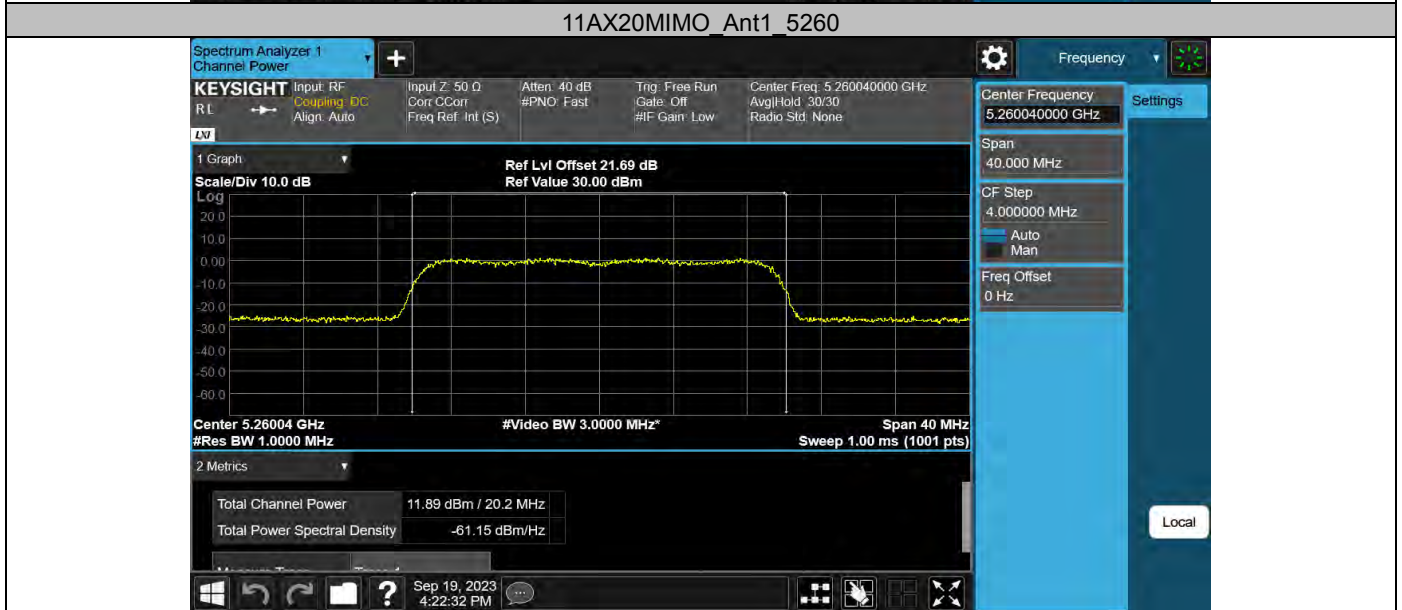 11AX20MIMO_Ant1_5260
Spectrum Analyzer 1
Channel Power
+
Frequency
KEYSIGHT
RL
LXI
Input: RF
Coupling: DC
Align: Auto
Input Z: 50 Ω
Corr CCorr
Freq Ref: Int (S)
Atten: 40 dB
#PNO: Fast
Trig: Free Run
Gate: Off
#IF Gain: Low
Center Freq: 5.260040000 GHz
Avg|Hold: 30/30
Radio Std: None
Center Frequency
5.260040000 GHz
Settings
Span
40.000 MHz
CF Step
4.000000 MHz
Auto
Man
Freq Offset
0 Hz
1 Graph
Ref Lvl Offset 21.69 dB
Scale/Div 10.0 dB
Ref Value 30.00 dBm
Log
20.0
10.0
0.00
-10.0
-20.0
-30.0
-40.0
-50.0
-60.0
Center 5.26004 GHz
#Video BW 3.0000 MHz*
Span 40 MHz
#Res BW 1.0000 MHz
Sweep 1.00 ms (1001 pts)
2 Metrics
Total Channel Power
11.89 dBm / 20.2 MHz
Total Power Spectral Density
-61.15 dBm/Hz
Local
?
Sep 19, 2023
4:22:32 PM